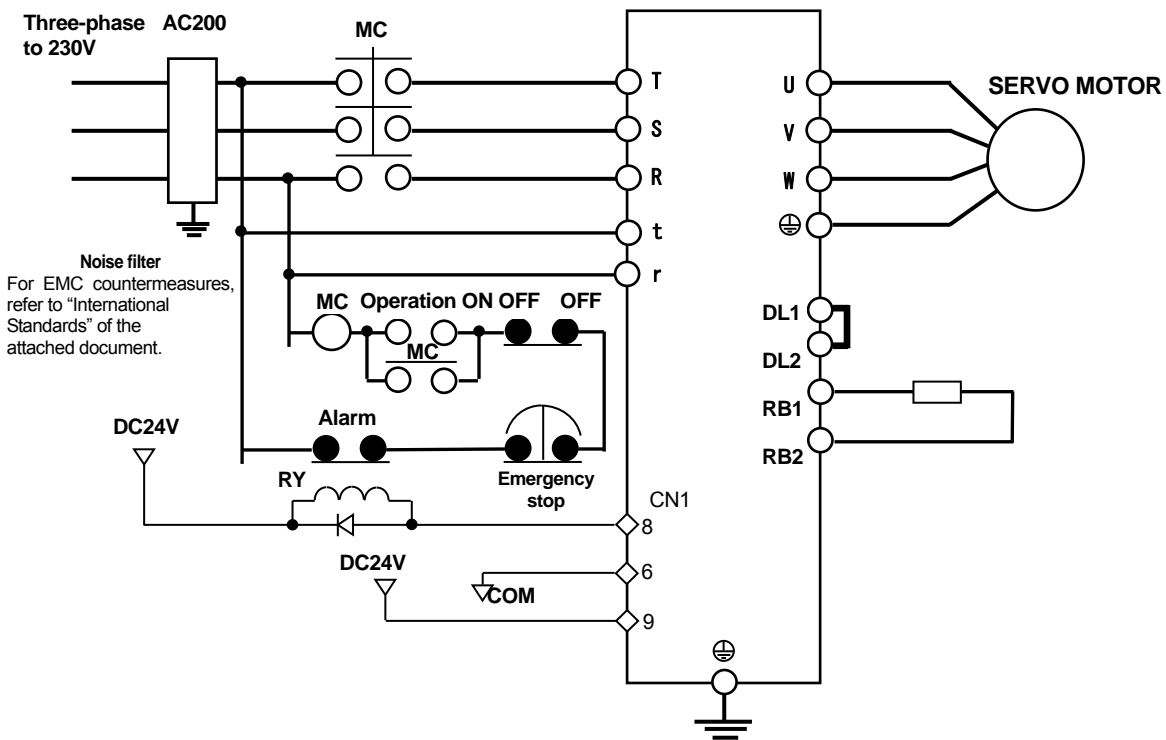 Three-phase AC200
to 230V
MC
T
S
R
t
r
U
V
W
SERVO MOTOR
Noise filter
For EMC countermeasures,
refer to “International
Standards” of the
attached document.
MC Operation ON OFF OFF
MC
DL1
DL2
RB1
RB2
Alarm
DC24V
RY
Emergency
stop
CN1
8
DC24V
6
COM
9